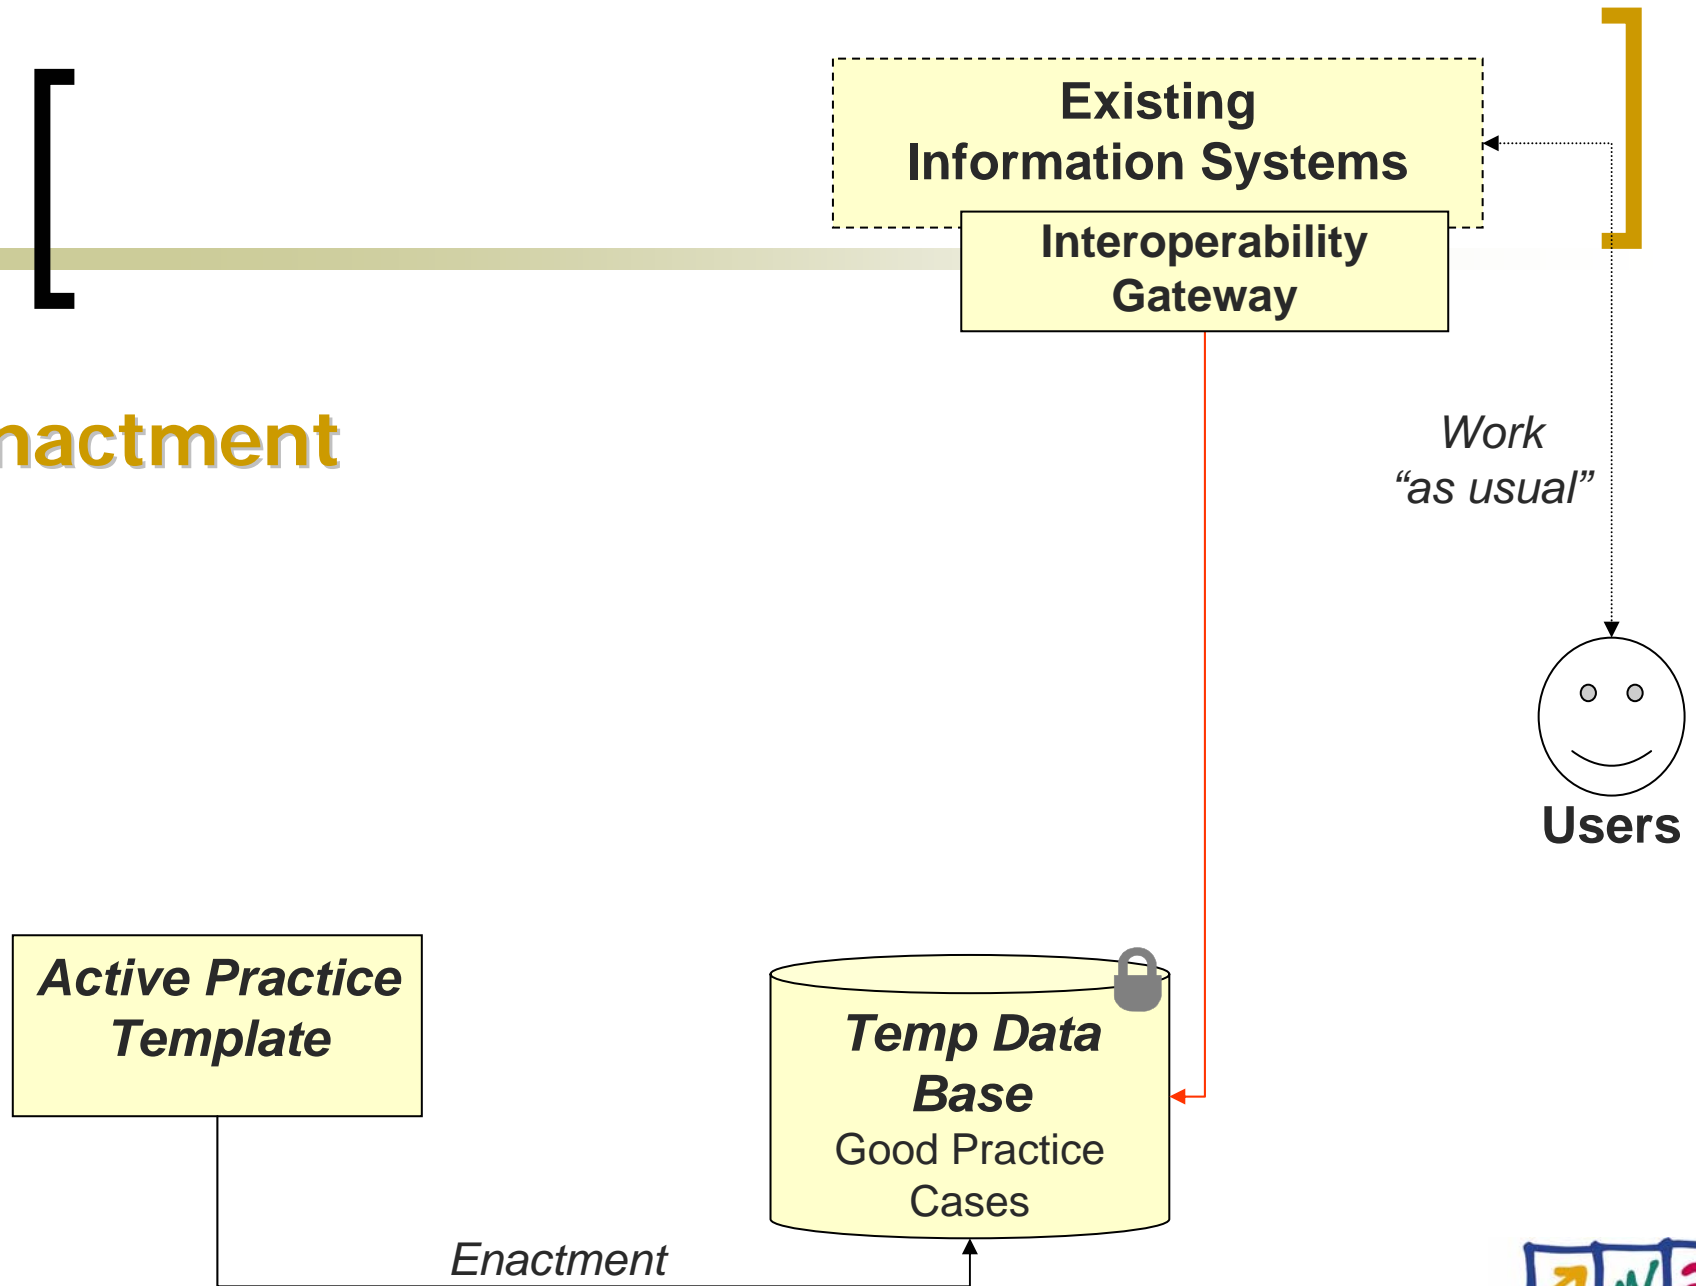 Existing
Information Systems
Interoperability
Gateway
nactment
Work
“as usual”
Users
Active Practice
Template
Temp Data
Base
Good Practice
Cases
Enactment